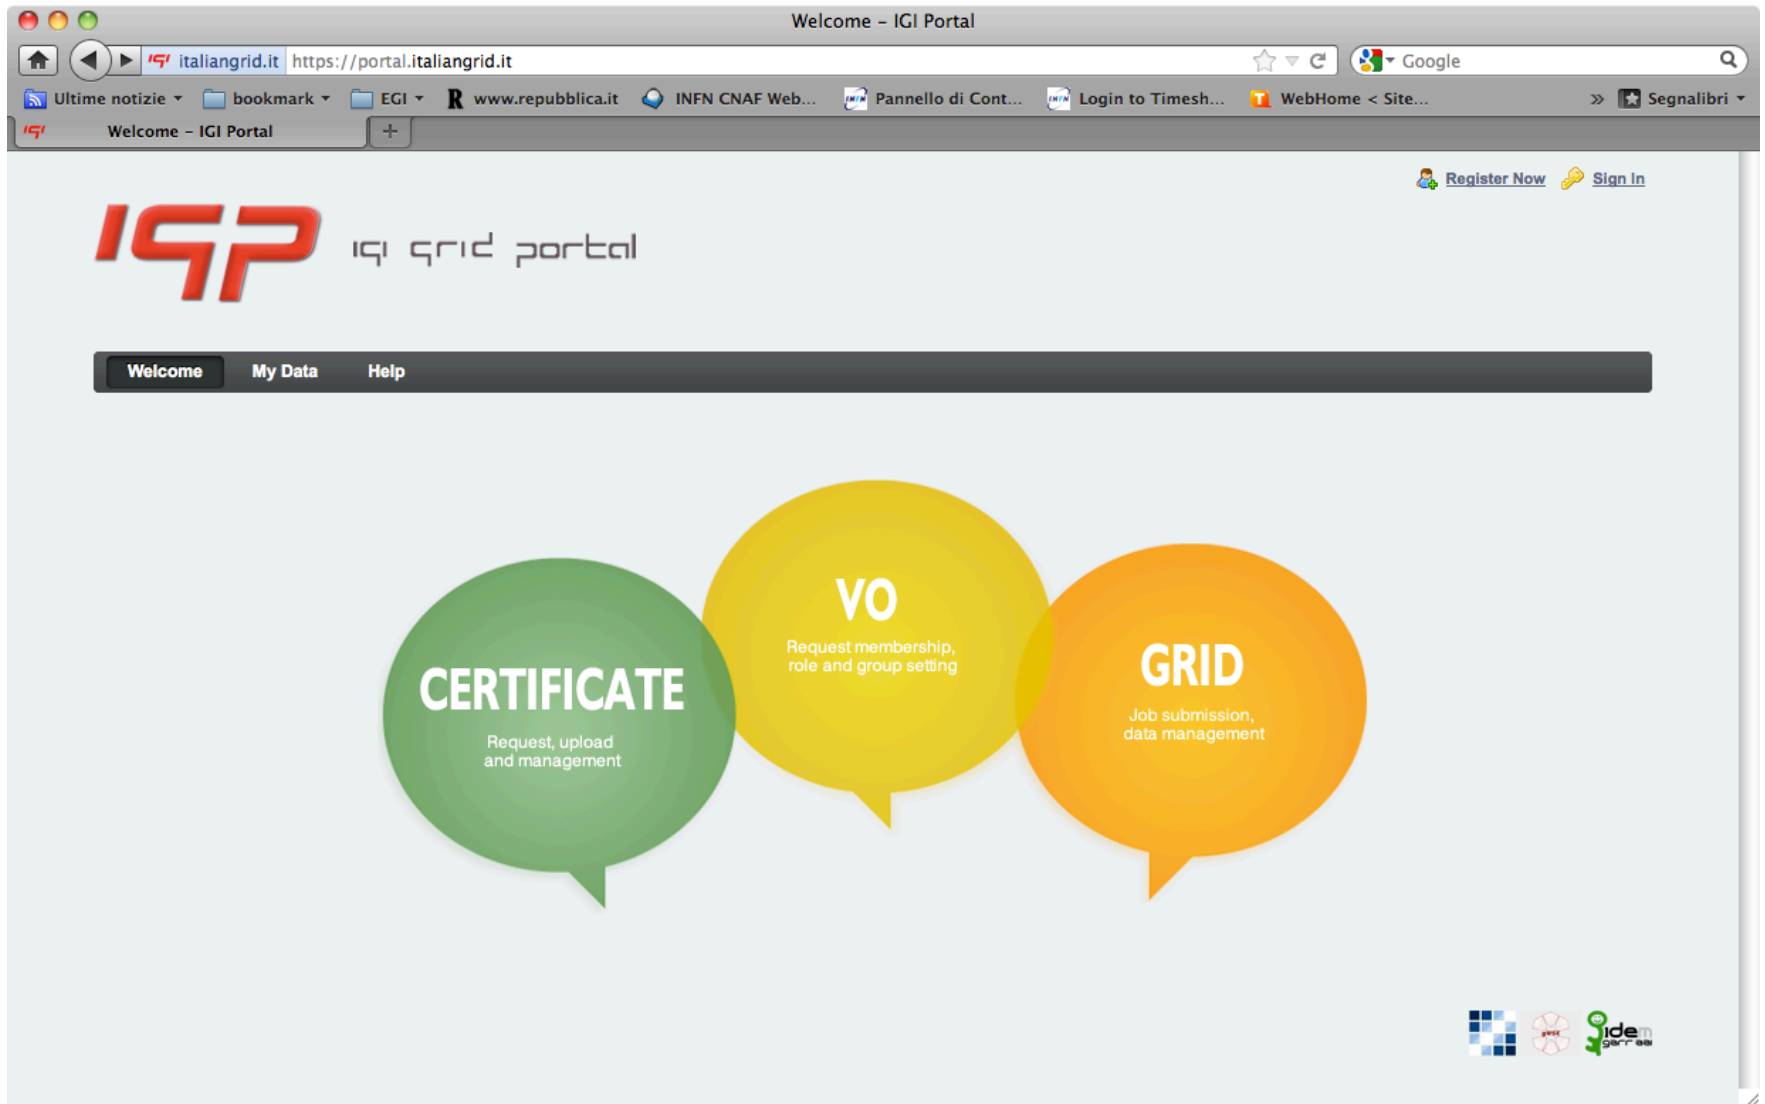 Welcome – IGI Portal
italiangrid.it https://portal.italiangrid.it Google
Ultime notizie bookmark EGI R www.repubblica.it INFN CNAF Web... Pannello di Cont... Login to Timesh... WebHome < Site... » Segnalibri
IGI Welcome – IGI Portal +
Register Now Sign In
IGP igi grid portal
Welcome My Data Help
VO
Request membership,
role and group setting
GRID
Job submission,
data management
CERTIFICATE
Request, upload
and management
idem
garr aai